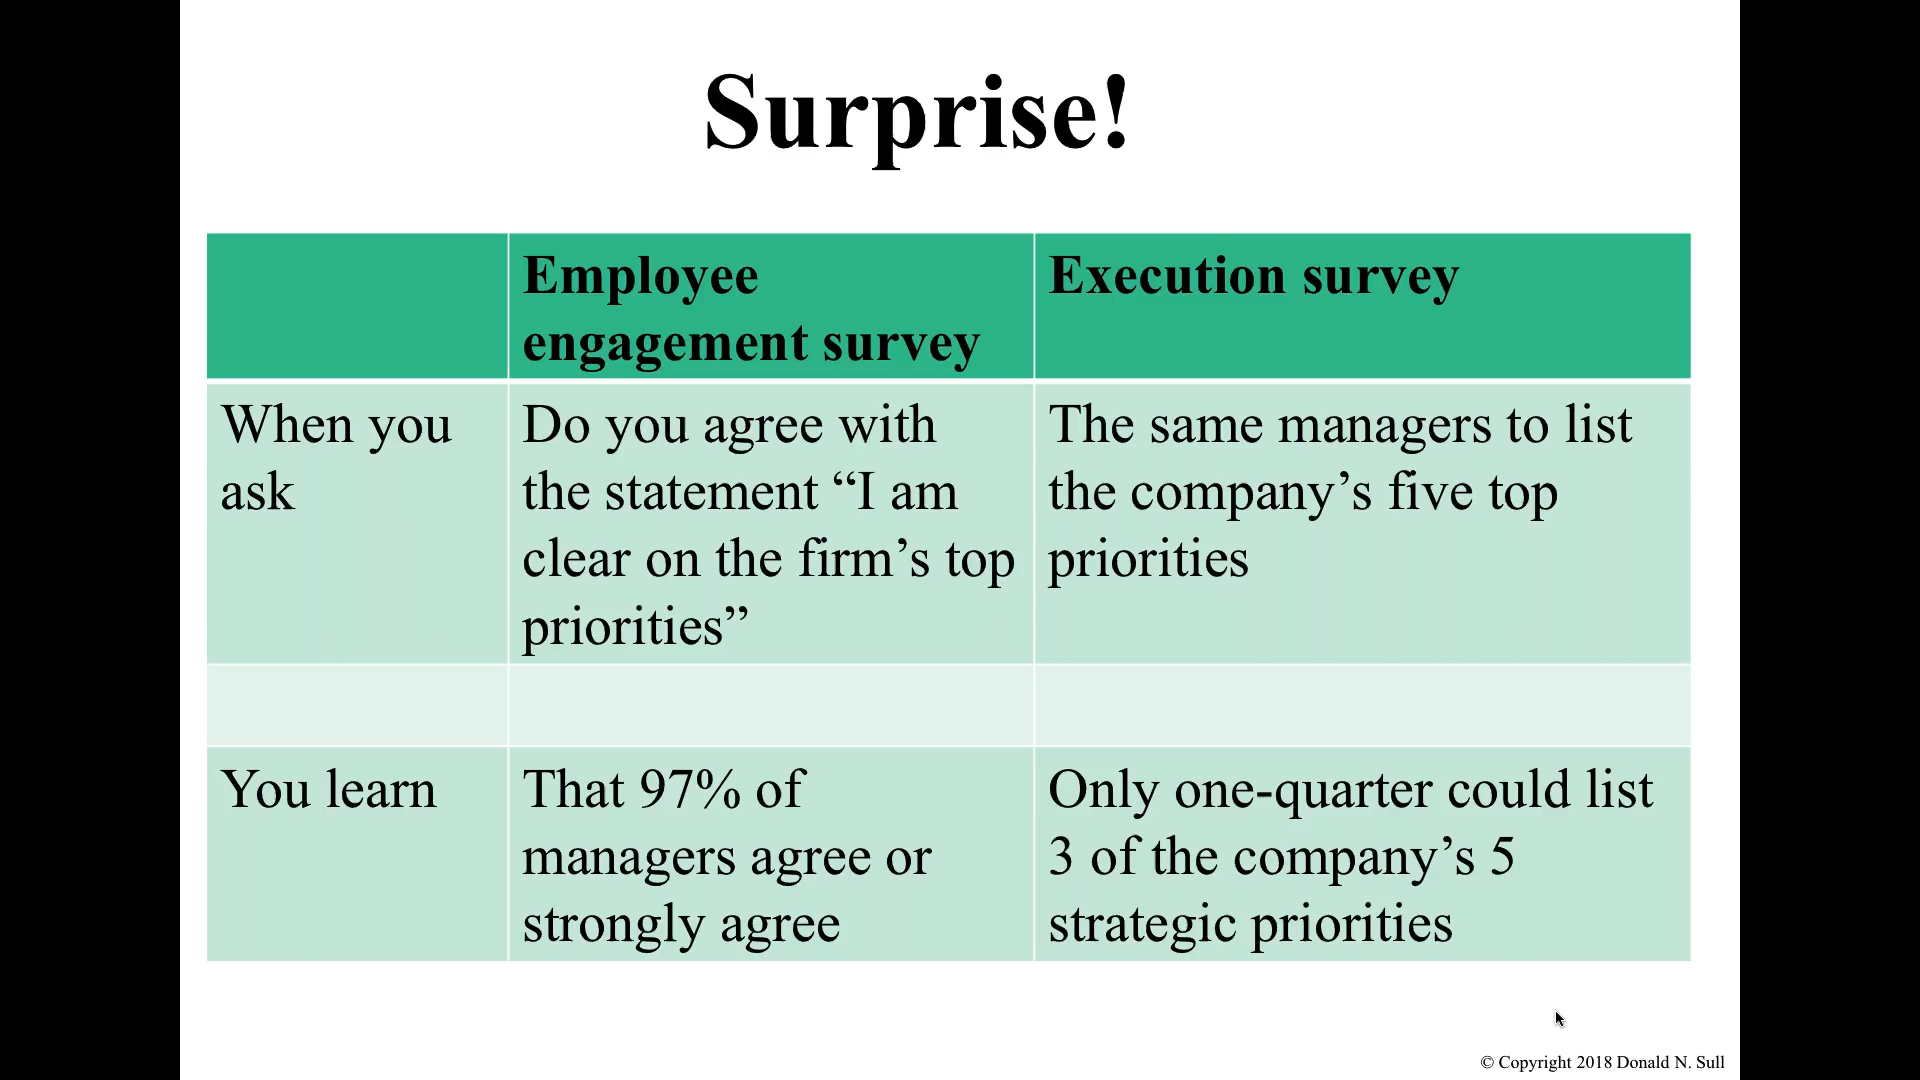 Surprise!
Employee
engagement survey
Execution survey
When you
ask
Do you agree with
the statement “I am
clear on the firm’s top
priorities”
The same managers to list
the company’s five top
priorities
You learn
That 97% of
managers agree or
strongly agree
Only one-quarter could list
3 of the company’s 5
strategic priorities
© Copyright 2018 Donald N. Sull